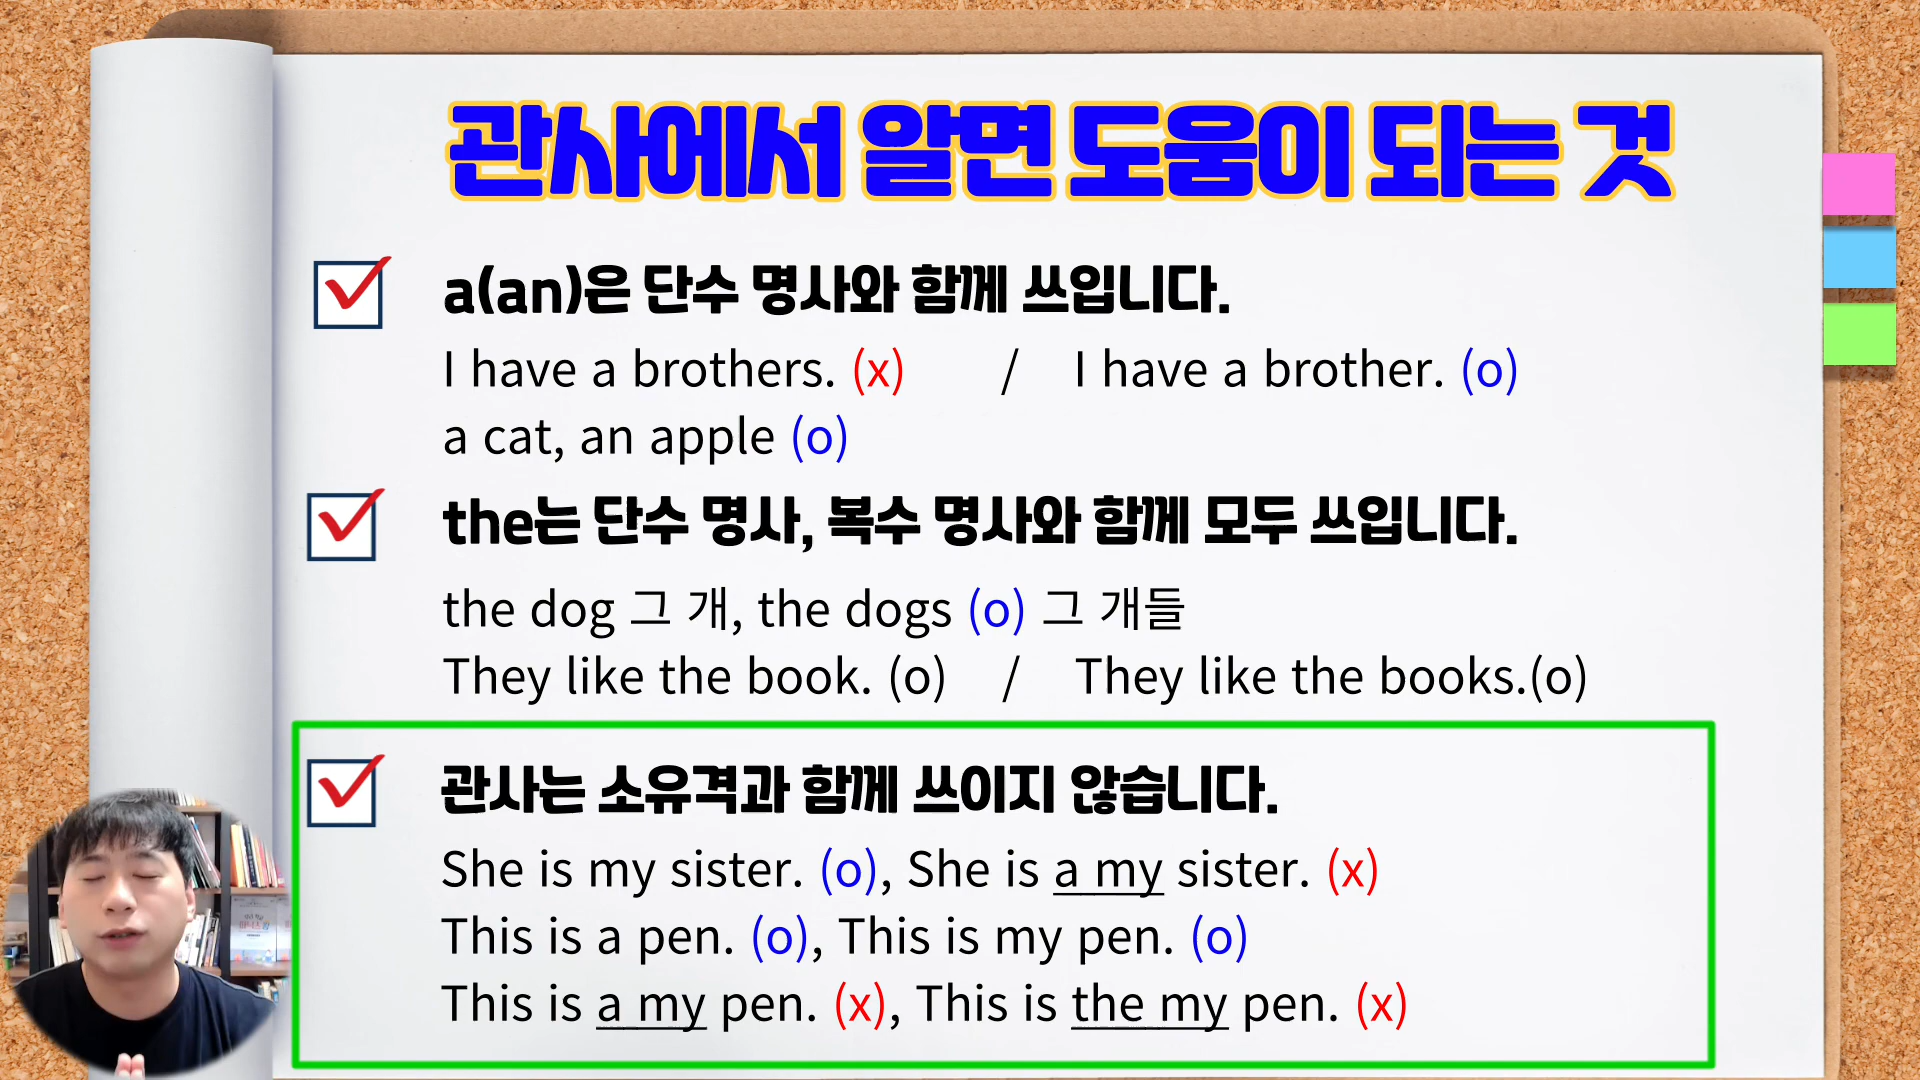 관사에서 알면 도움이 되는 것
a(an)은 단수 명사와 함께 쓰입니다.
I have a brothers. (x) / I have a brother. (o)
a cat, an apple (o)
the는 단수 명사, 복수 명사와 함께 모두 쓰입니다.
the dog 그 개, the dogs (o) 그 개들
They like the book. (o) / They like the books.(o)
관사는 소유격과 함께 쓰이지 않습니다.
She is my sister. (o), She is a my sister. (x)
This is a pen. (o), This is my pen. (o)
This is a my pen. (x), This is the my pen. (x)